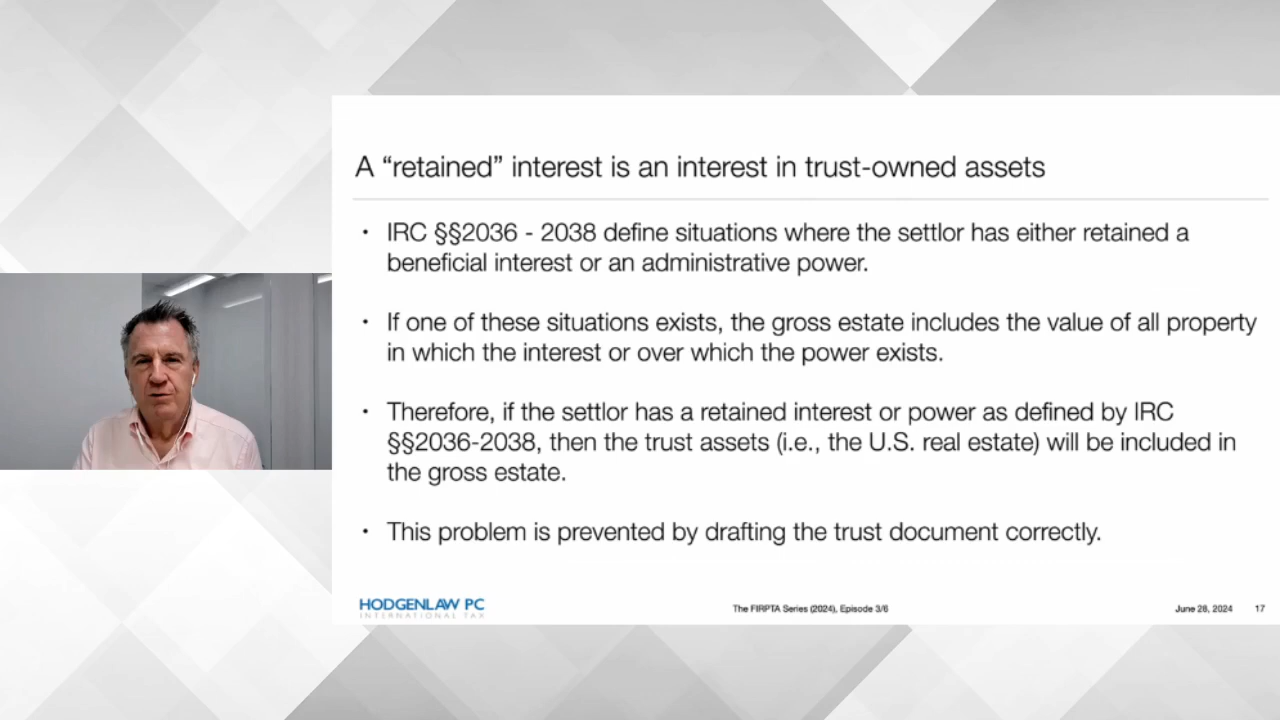 A “retained” interest is an interest in trust-owned assets
• IRC §§2036 - 2038 define situations where the settlor has either retained a
beneficial interest or an administrative power.
• If one of these situations exists, the gross estate includes the value of all property
in which the interest or over which the power exists.
• Therefore, if the settlor has a retained interest or power as defined by IRC
§§2036-2038, then the trust assets (i.e., the U.S. real estate) will be included in
the gross estate.
• This problem is prevented by drafting the trust document correctly.
HODGENLAW PC
INTERNATIONAL TAX
The FIRPTA Series (2024), Episode 3/6
June 28, 2024
17